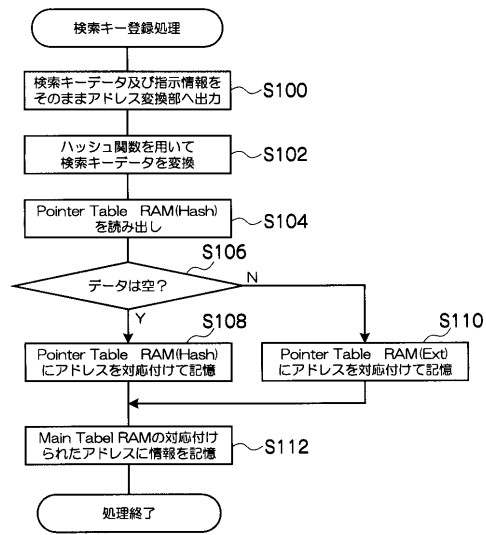 検索キー登録処理
検索キーデータ及び指示情報を
そのままアドレス変換部へ出力
S100
ハッシュ関数を用いて
検索キーデータを変換
S102
Pointer Table RAM(Hash)
を読み出し
S104
S106
データは空？
N
Y
S108
Pointer Table RAM(Hash)
にアドレスを対応付けて記憶
S110
Pointer Table RAM(Ext)
にアドレスを対応付けて記憶
Main Tabel RAMの対応付け
られたアドレスに情報を記憶
S112
処理終了